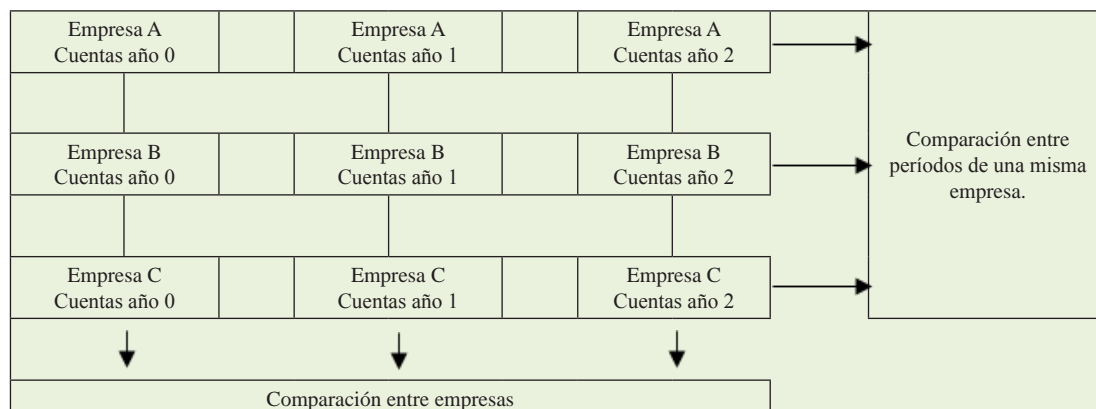 Empresa A
Cuentas año 0
Empresa A
Cuentas año 1
Empresa A
Cuentas año 2
Empresa B
Cuentas año 0
Empresa B
Cuentas año 1
Empresa B
Cuentas año 2
Comparación entre
períodos de una misma
empresa.
Empresa C
Cuentas año 0
Empresa C
Cuentas año 1
Empresa C
Cuentas año 2
Comparación entre empresas